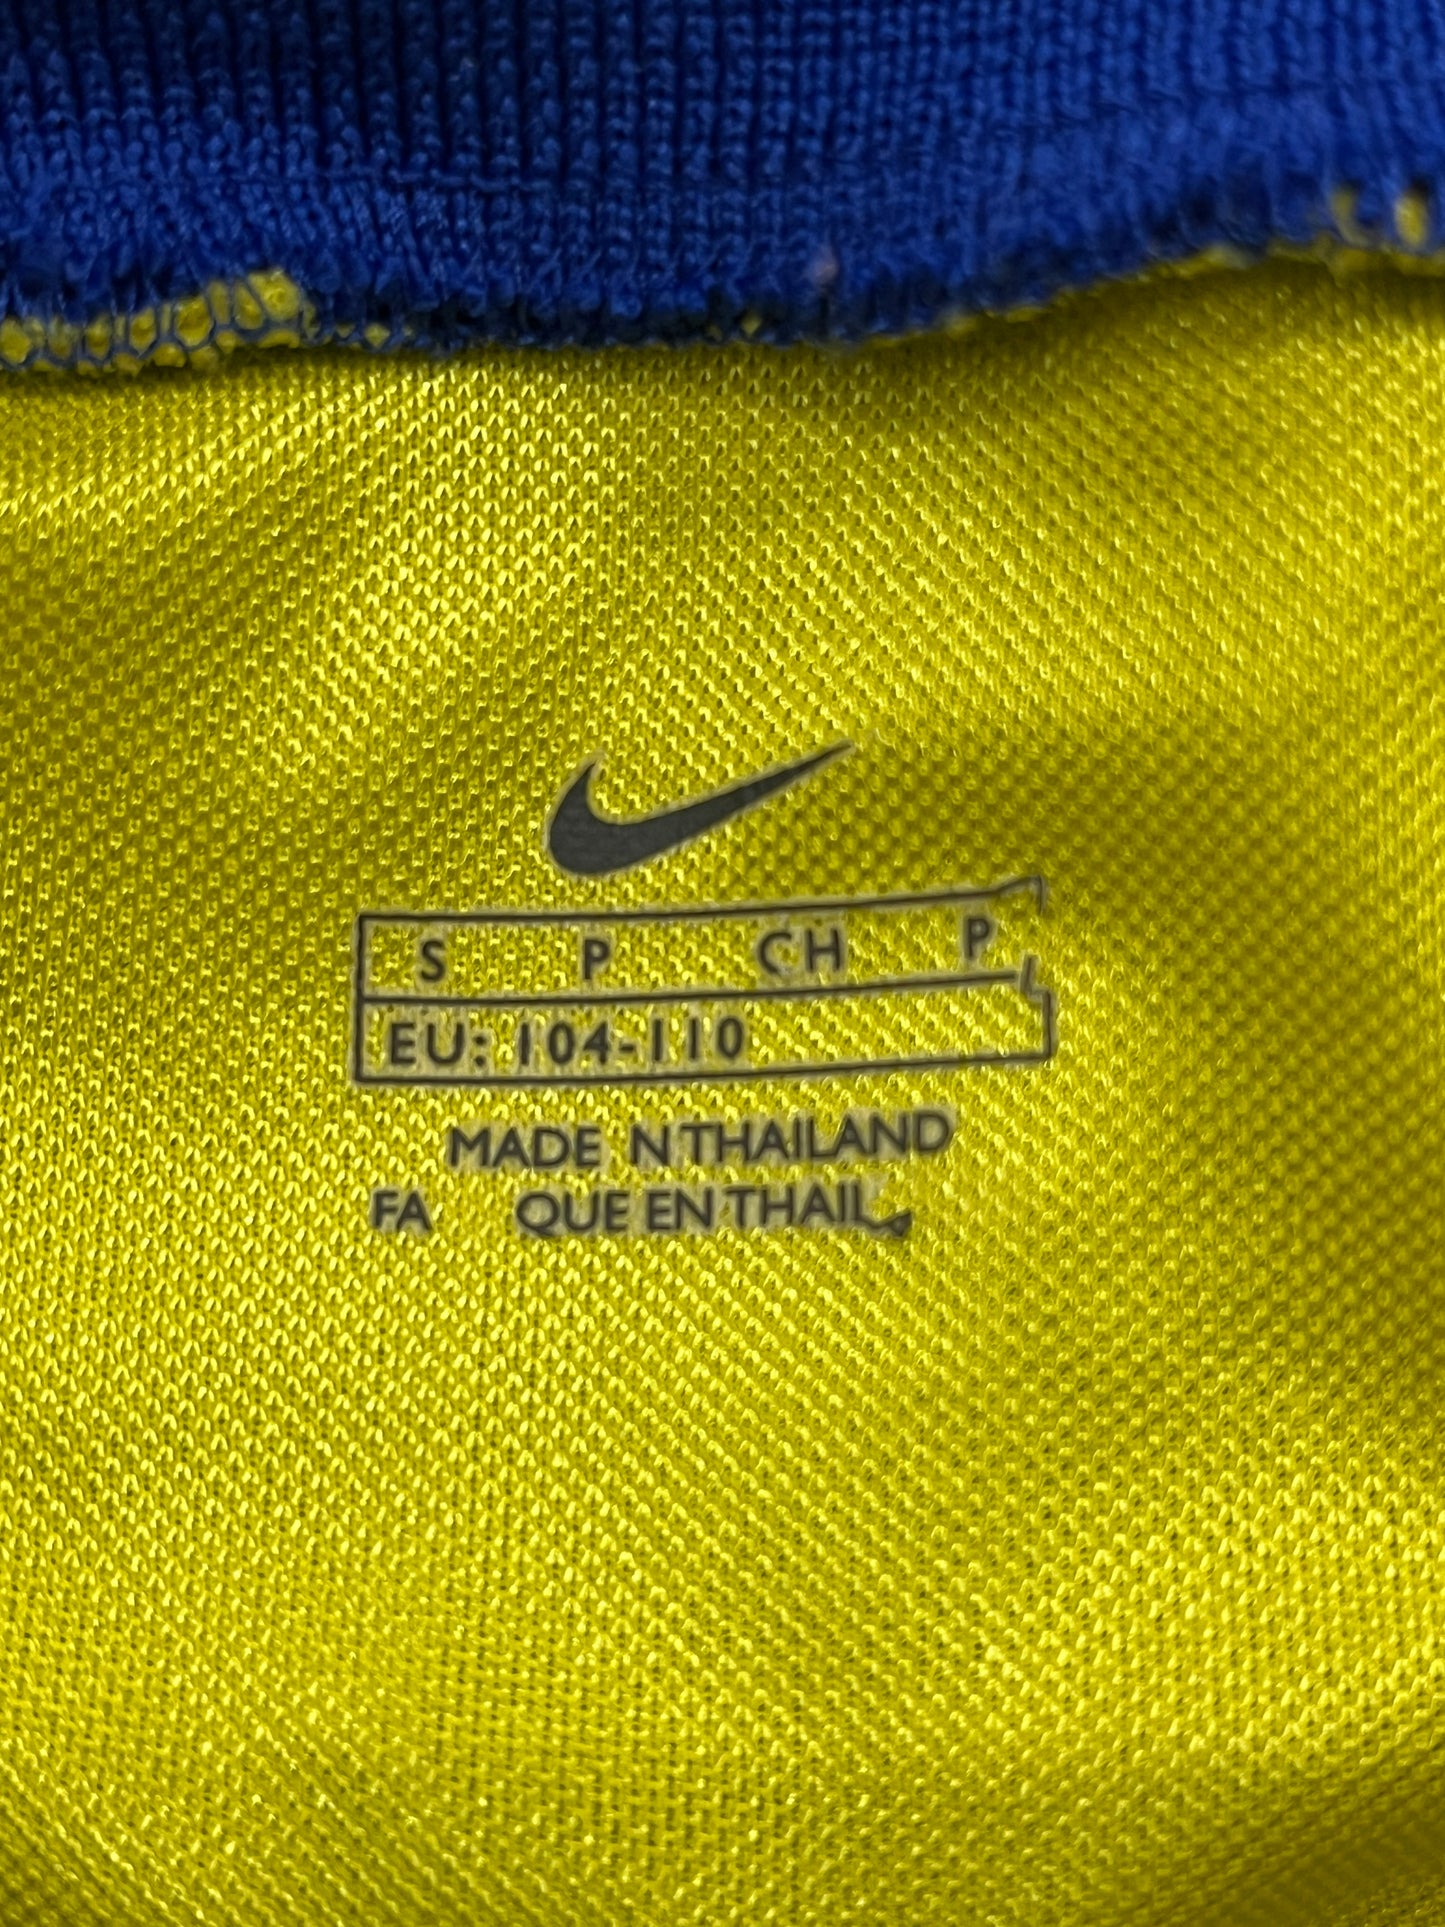 S P CH P
EU: 104-110
MADE N THAILAND
FA QUE EN THAIL